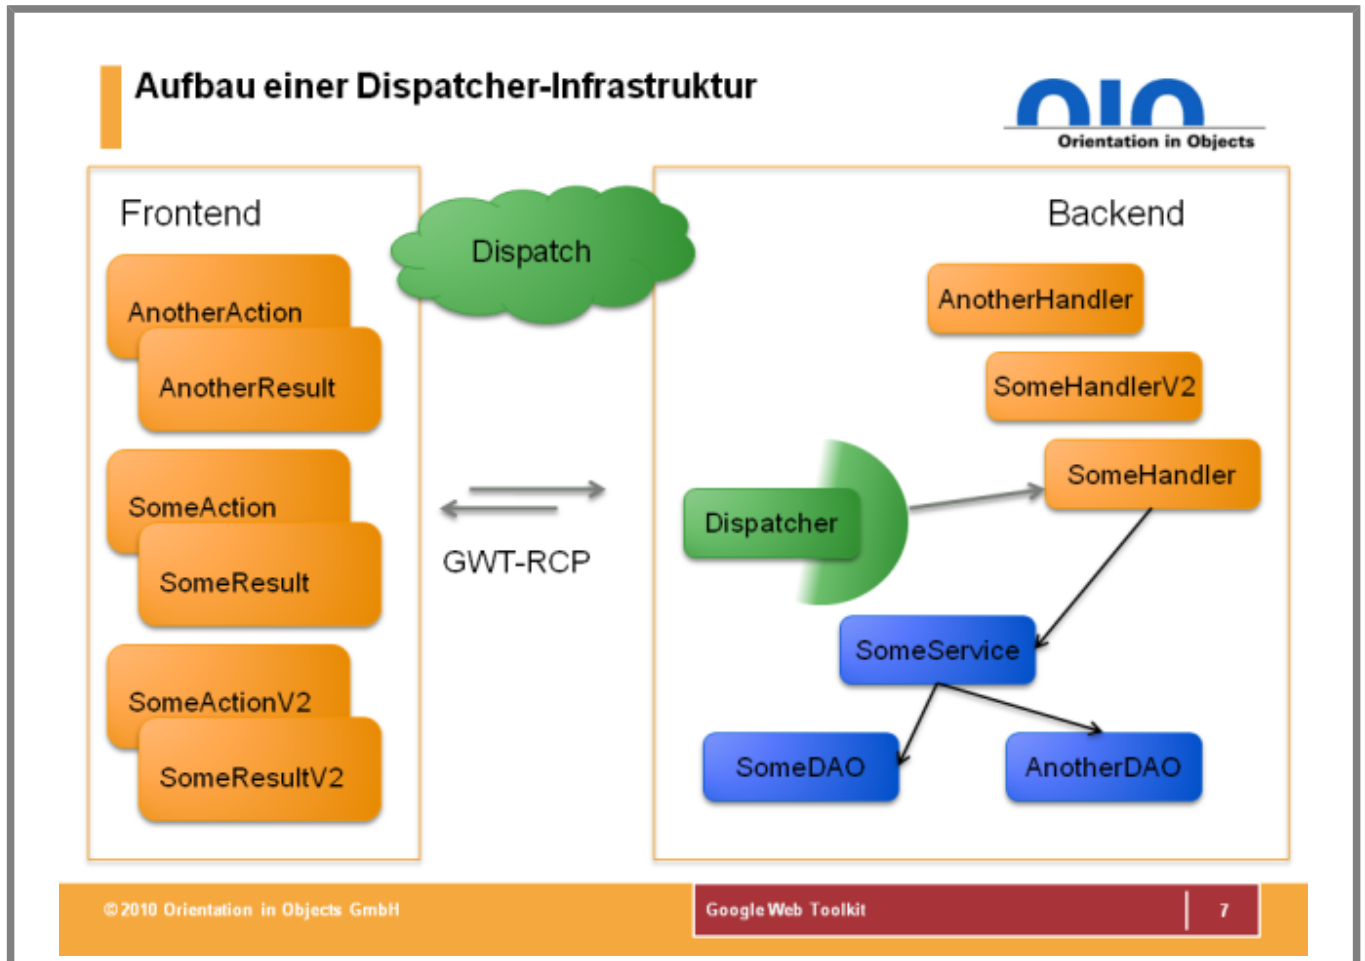 Aufbau einer Dispatcher-Infrastruktur
OIO
Orientation in Objects
Frontend
Dispatch
Backend
AnotherAction
AnotherResult
SomeAction
SomeResult
SomeActionV2
SomeResultV2
GWT-RCP
AnotherHandler
SomeHandlerV2
SomeHandler
Dispatcher
SomeService
SomeDAO
AnotherDAO
© 2010 Orientation in Objects GmbH
Google Web Toolkit
7